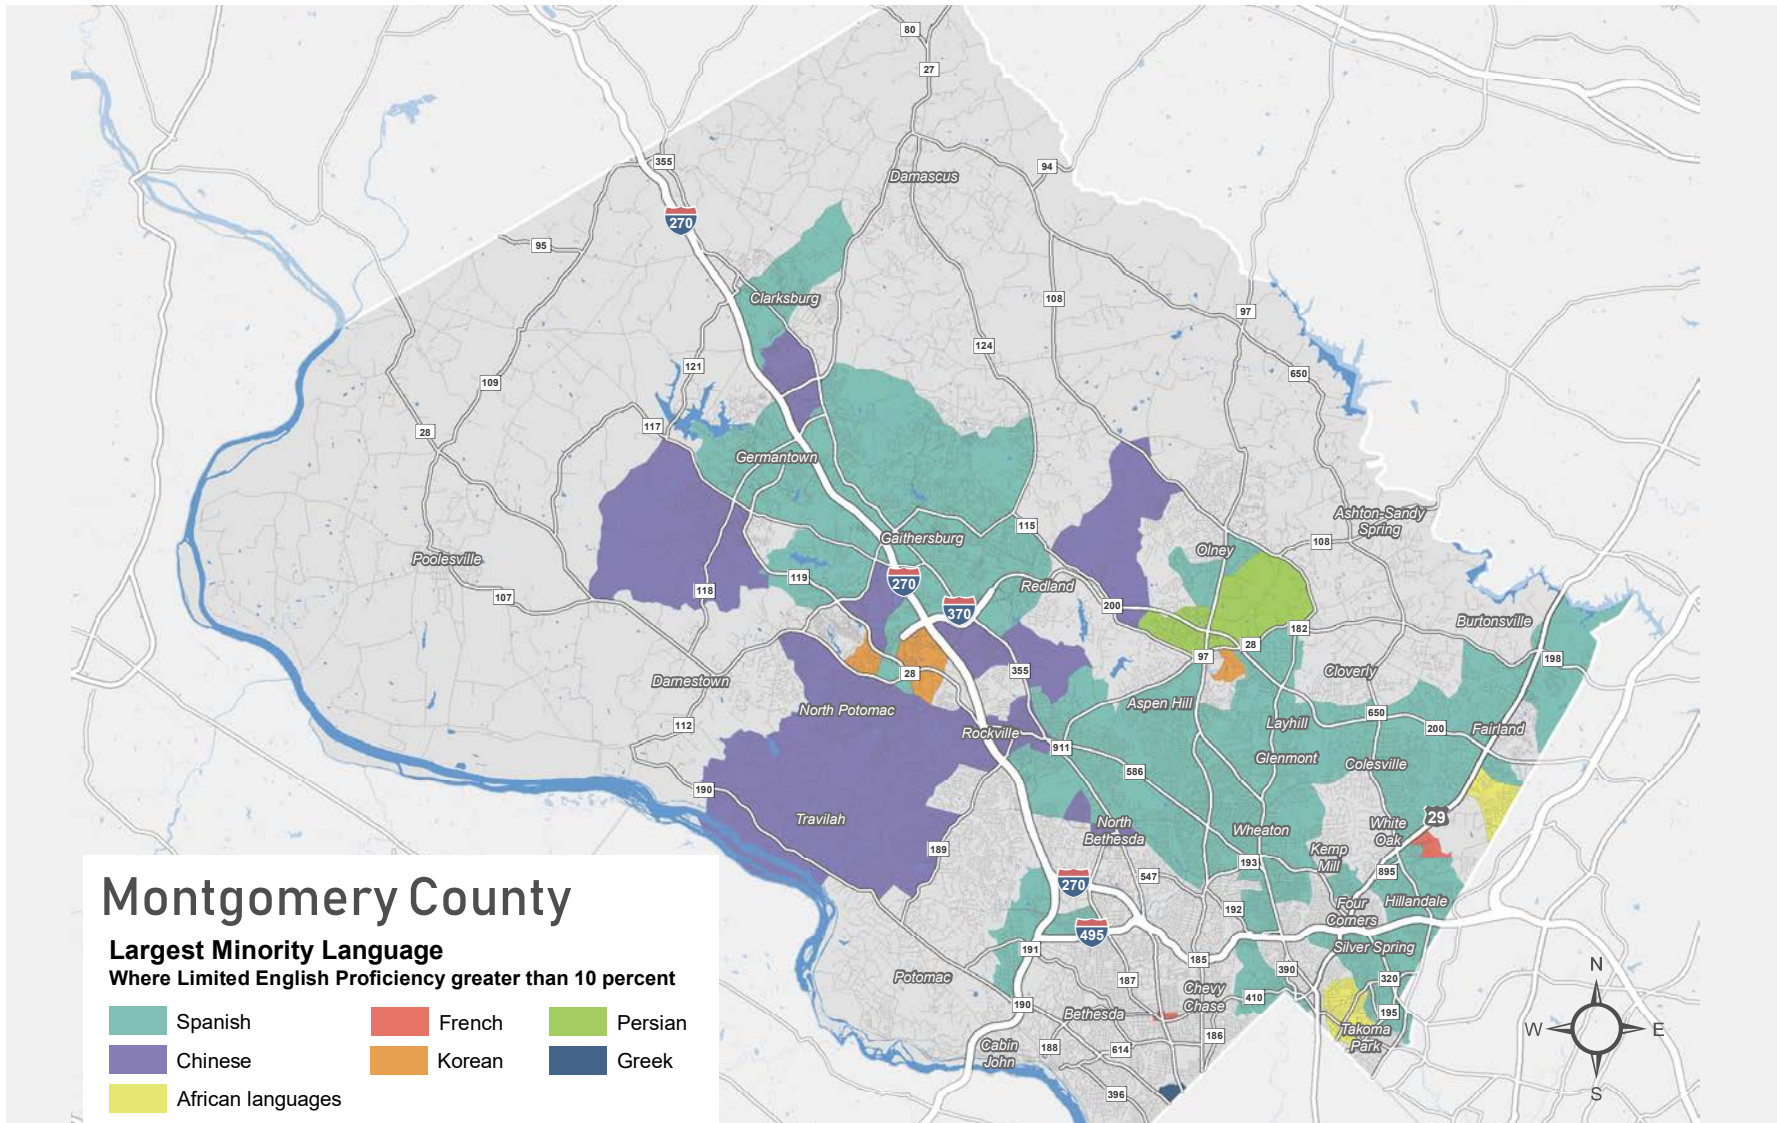 80
27
355
94
Damascus
270
95
Clarksburg
108
97
124
121
650
109
117
28
Germantown
Ashton-Sandy
Spring
115
Gaithersburg
108
Olney
Poolesville
119
270
Redland
118
107
370
200
Burtonsville
182
28
97
198
355
28
Cloverly
Darnestown
Aspen Hill
North Potomac
650
112
Layhill
200
Fairland
Rockville
911
Glenmont
Colesville
586
190
Travilah
29
North
Bethesda
Wheaton
White
Oak
189
Kemp
Mill
193
895
547
270
Four
Corners
Hillandale
192
495
191
Silver Spring
185
390
Potomac
187
320
Chevy
Chase
410
190
Bethesda
195
Takoma
Park
186
Cabin
John
188
614
396
N
W
E
S
Montgomery County
Largest Minority Language
Where Limited English Proficiency greater than 10 percent
Spanish
French
Persian
Chinese
Korean
Greek
African languages